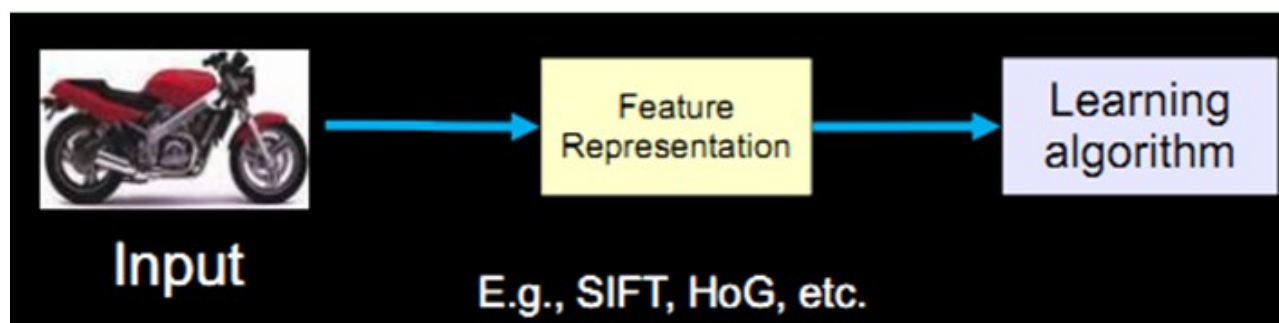 Input
Feature
Representation
Learning
algorithm
E.g., SIFT, HoG, etc.